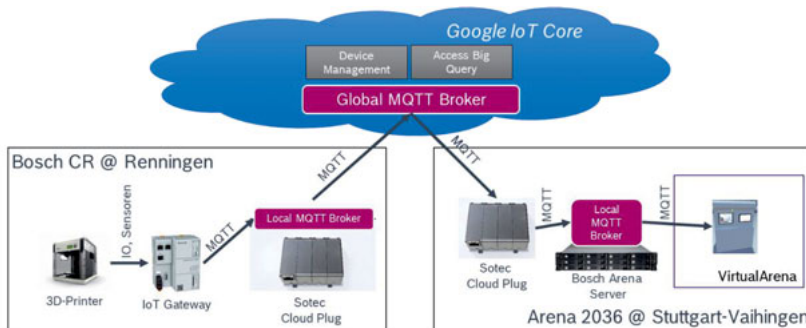 Google IoT Core
Device
Management
Access Big
Query
Global MQTT Broker
Bosch CR @ Renningen
MQTT
MQTT
IO, Sensoren
MQTT
Local MQTT Broker
3D-Printer
IoT Gateway
Sotec
Cloud Plug
MQTT
Local
MQTT
Broker
MQTT
Sotec
Cloud Plug
Bosch Arena
Server
VirtualArena
Arena 2036 @ Stuttgart-Vaihingen